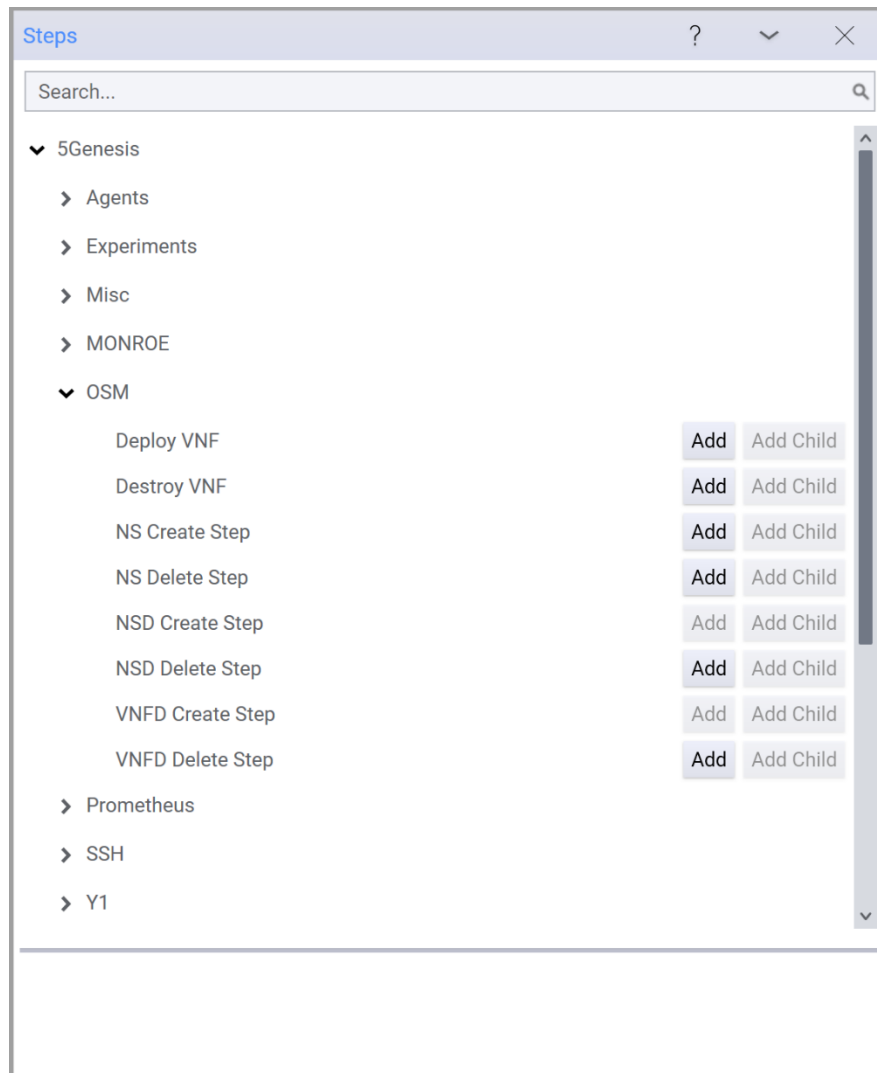 Steps ?
Search...
5Genesis
Agents
Experiments
Misc
MONROE
OSM
Deploy VNF Add Add Child
Destroy VNF Add Add Child
NS Create Step Add Add Child
NS Delete Step Add Add Child
NSD Create Step Add Add Child
NSD Delete Step Add Add Child
VNFD Create Step Add Add Child
VNFD Delete Step Add Add Child
Prometheus
SSH
Y1